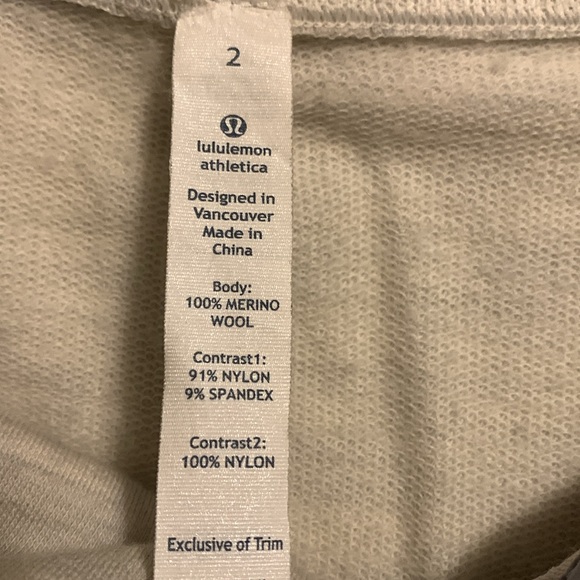 2
lululemon
athletica
Designed in
Vancouver
Made in
China
Body:
100% MERINO
WOOL
Contrast1:
91% NYLON
9% SPANDEX
Contrast2:
100% NYLON
Exclusive of Trim